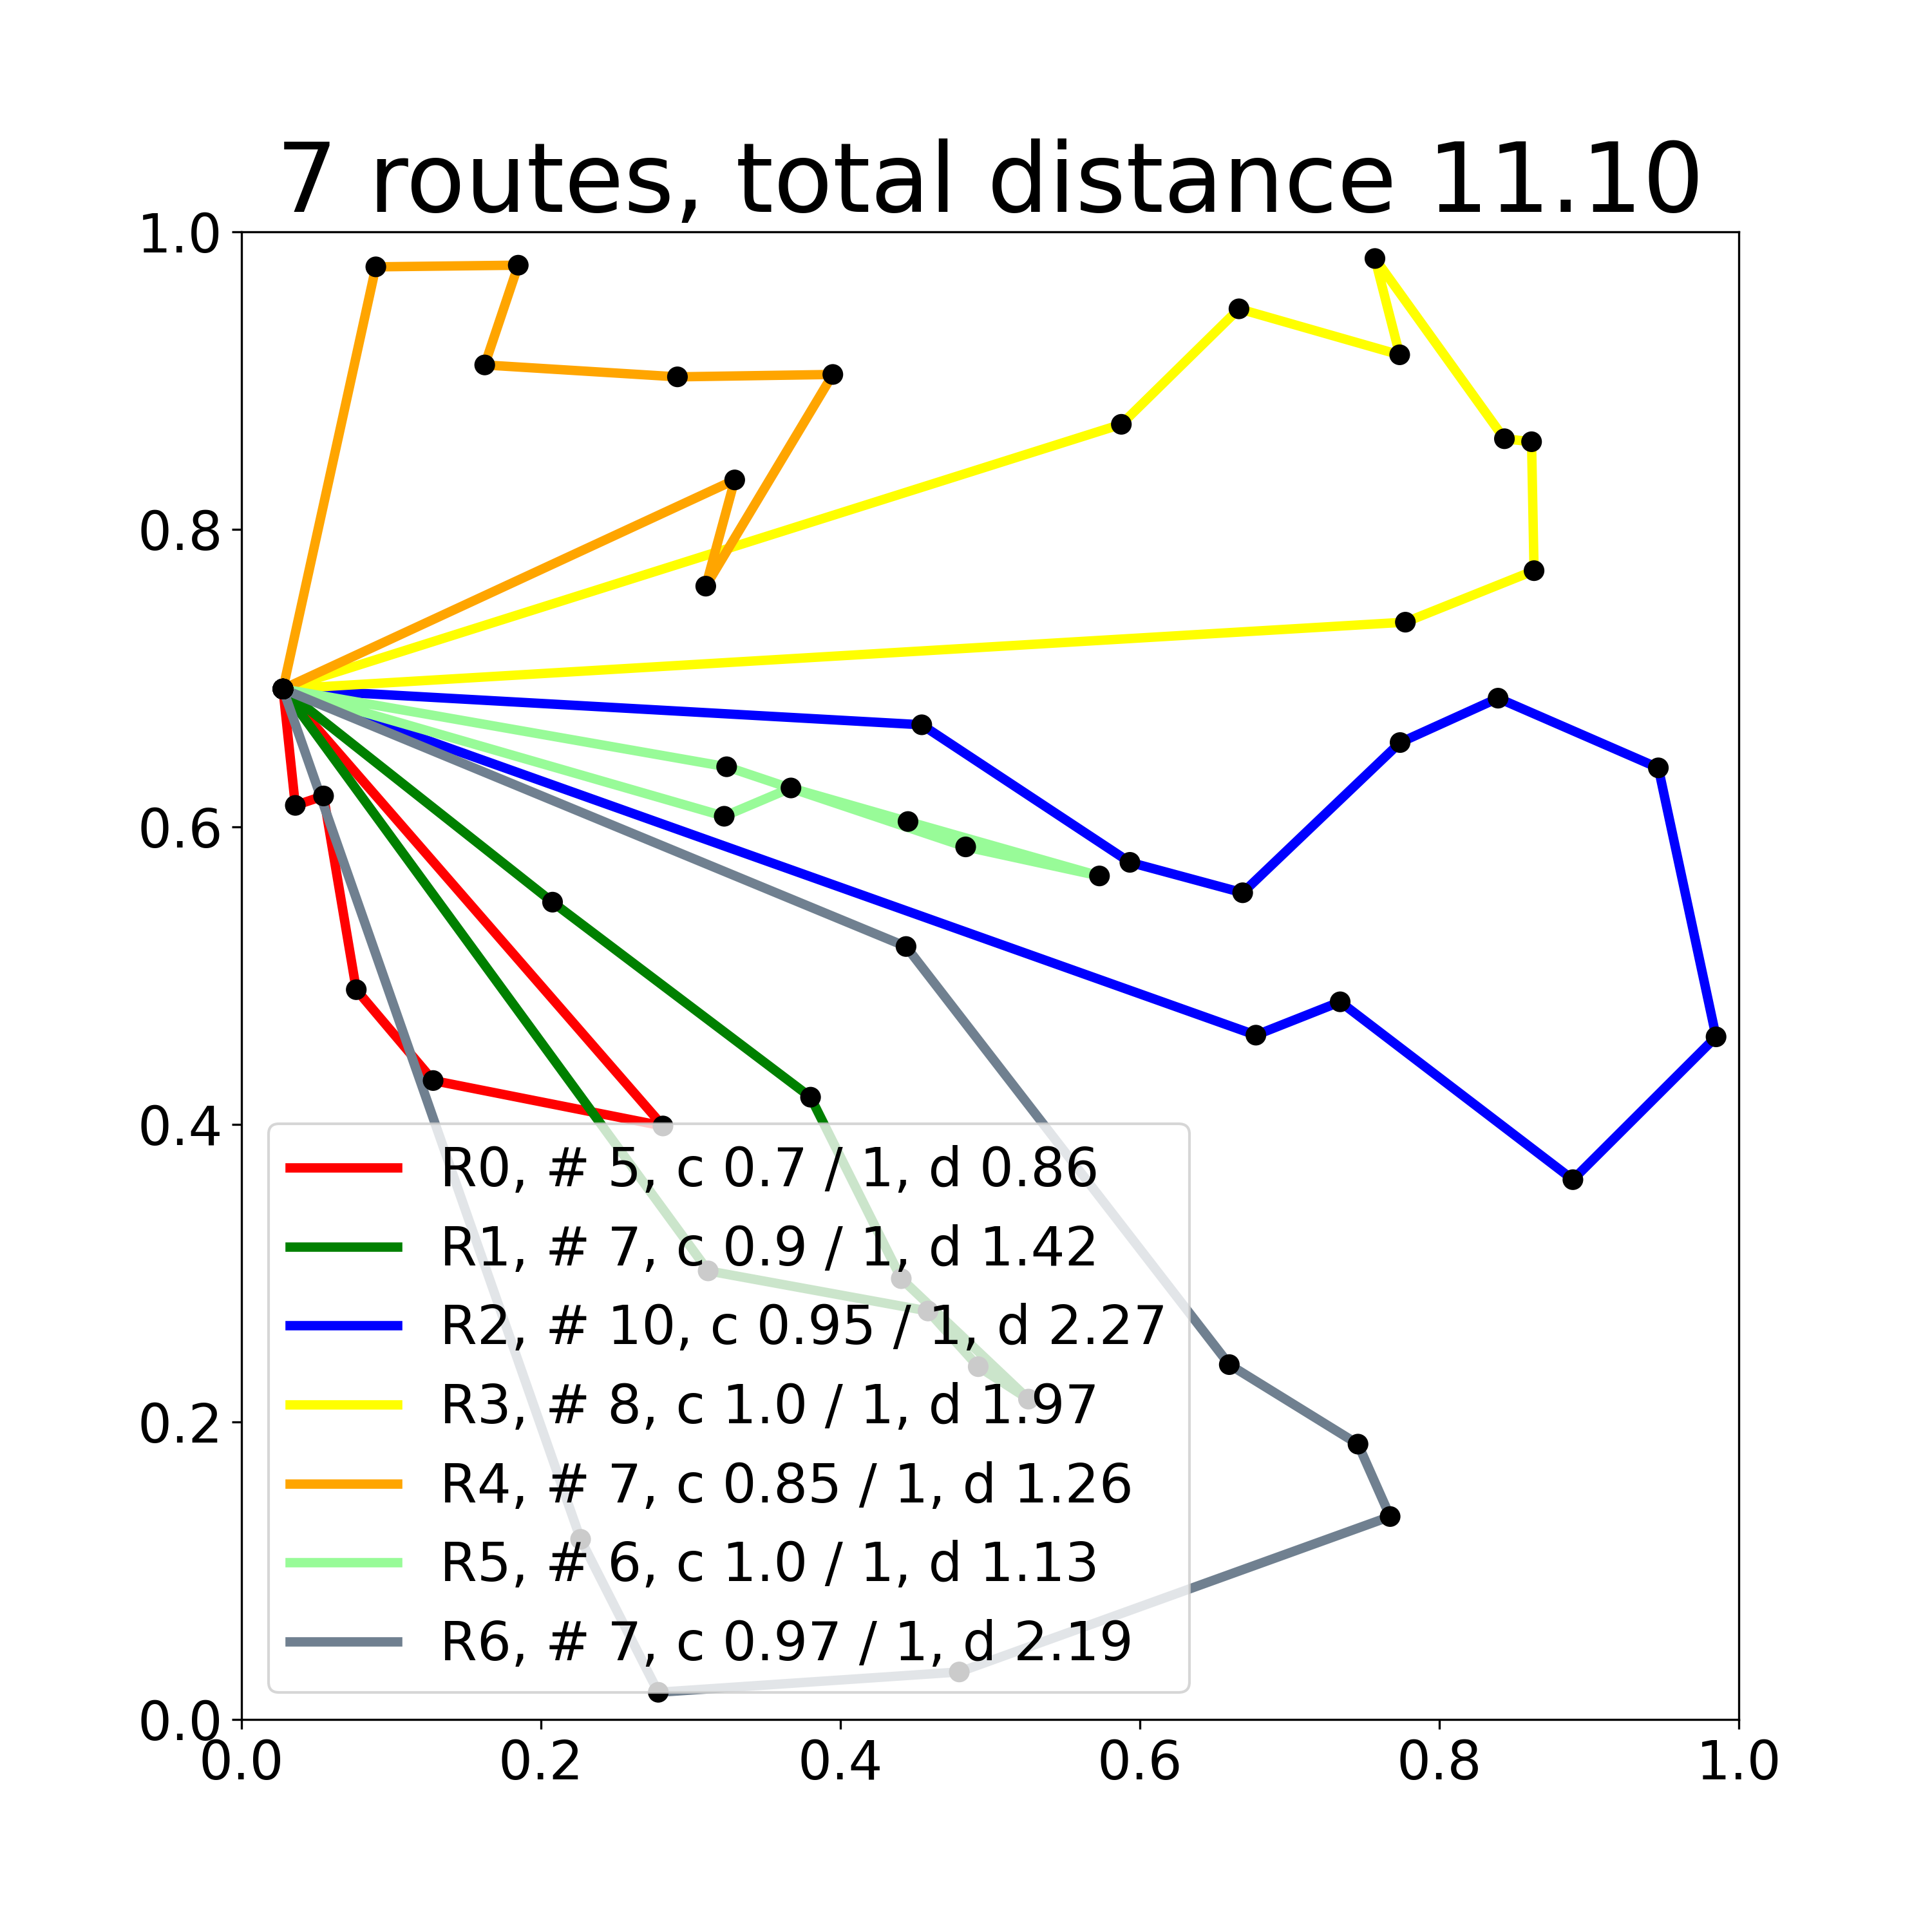 7 routes, total distance 11.10
1.0
0.8
0.6
0.4
0.2
0.0
R0, # 5, c 0.7 / 1, d 0.86
R1, # 7, c 0.9 / 1, d 1.42
R2, # 10, c 0.95 / 1, d 2.27
R3, # 8, c 1.0 / 1, d 1.97
R4, # 7, c 0.85 / 1, d 1.26
R5, # 6, c 1.0 / 1, d 1.13
R6, # 7, c 0.97 / 1, d 2.19
0.0 0.2 0.4 0.6 0.8 1.0